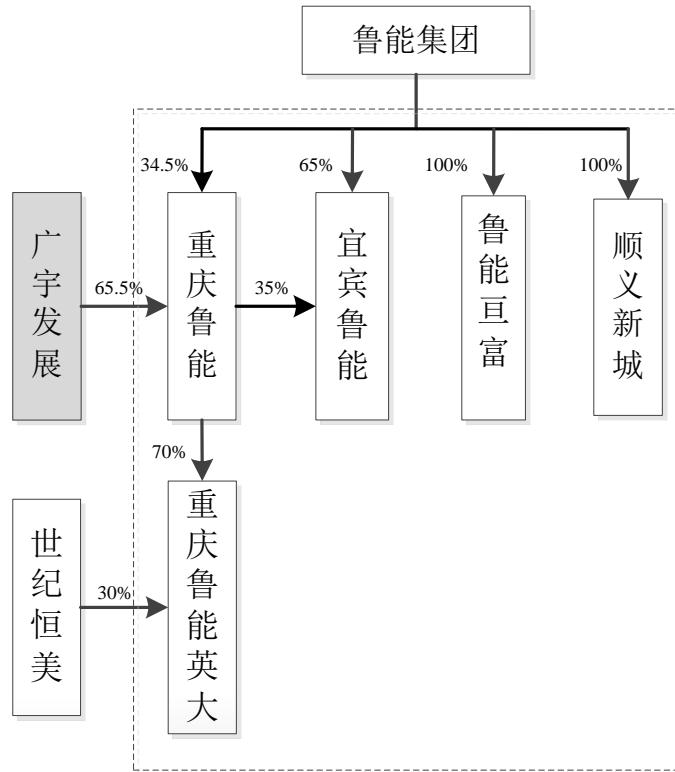 鲁能集团
34.5%
65%
100%
100%
广宇发展
65.5%
重庆鲁能
35%
宜宾鲁能
鲁能亘富
顺义新城
70%
世纪恒美
30%
重庆鲁能英大